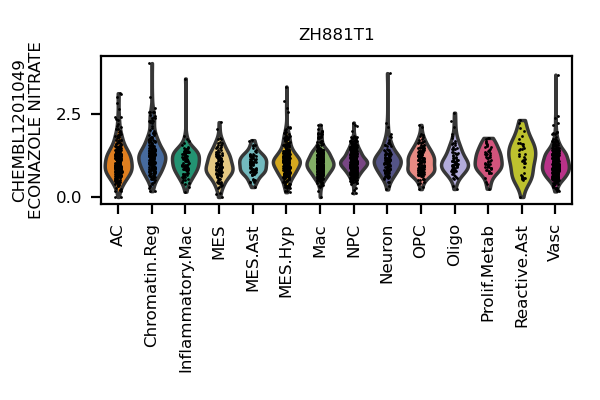 ZH881T1
CHEMBL1201049
ECONAZOLE NITRATE
2.5
0.0
AC
Chromatin.Reg
Inflammatory.Mac
MES
MES.Ast
MES.Hyp
Mac
NPC
Neuron
OPC
Oligo
Prolif.Metab
Reactive.Ast
Vasc